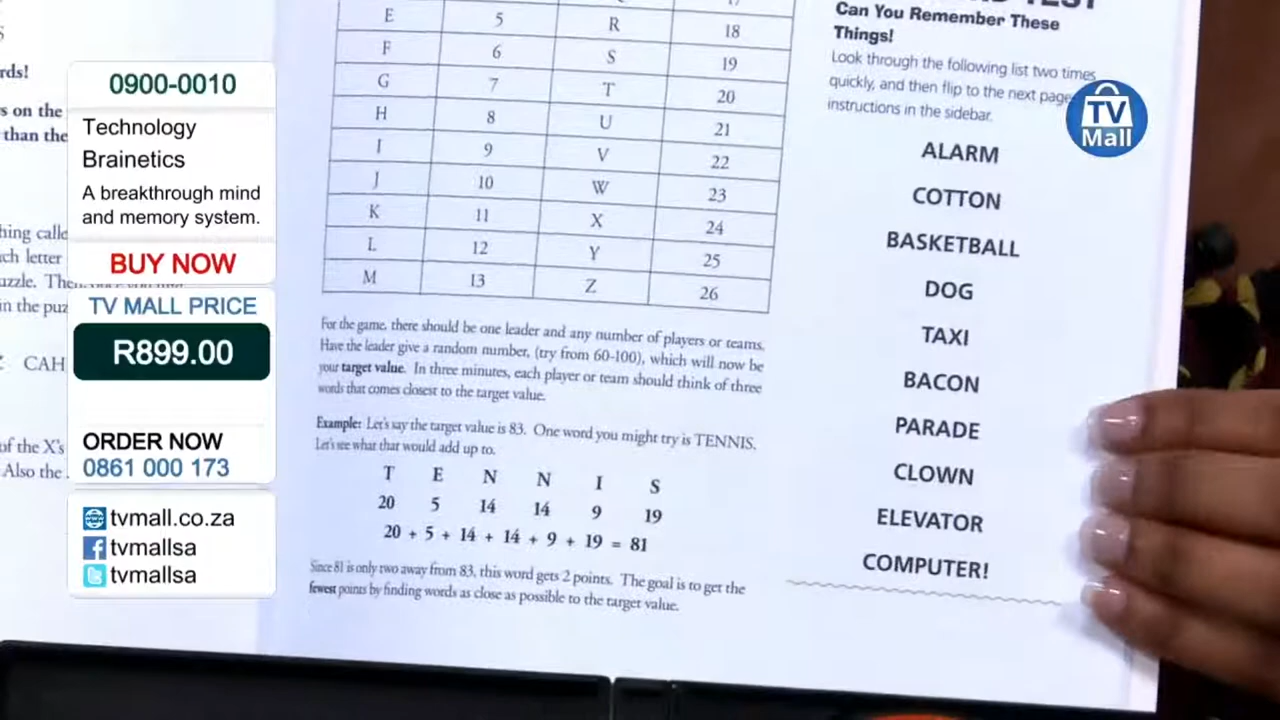 S
rds!
s on the
than the
hing calle
ch letter
uzzle.
in the puz
CAH
of the X's
Also the
0900-0010
Technology
Brainetics
A breakthrough mind
and memory system.
BUY NOW
TV MALL PRICE
R899.00
ORDER NOW
0861 000 173
tvmall.co.za
tvmallsa
tvmallsa
E 5 R 18
F 6 S 19
G 7 T 20
H 8 U 21
I 9 V 22
J 10 W 23
K 11 X 24
L 12 Y 25
M 13 Z 26
For the game, there should be one leader and any number of players or teams.
Have the leader give a random number, (try from 60-100), which will now be
your target value. In three minutes, each player or team should think of three
words that comes closest to the target value.
Example: Let's say the target value is 83. One word you might try is TENNIS.
Let's see what that would add up to.
T E N N I S
20 5 14 14 9 19
20 + 5 + 14 + 14 + 9 + 19 = 81
Since 81 is only two away from 83, this word gets 2 points. The goal is to get the
fewest points by finding words as close as possible to the target value.
TEST
Can You Remember These
Things!
Look through the following list two times
quickly, and then flip to the next page
instructions in the sidebar.
ALARM
COTTON
BASKETBALL
DOG
TAXI
BACON
PARADE
CLOWN
ELEVATOR
COMPUTER!
TV
Mall